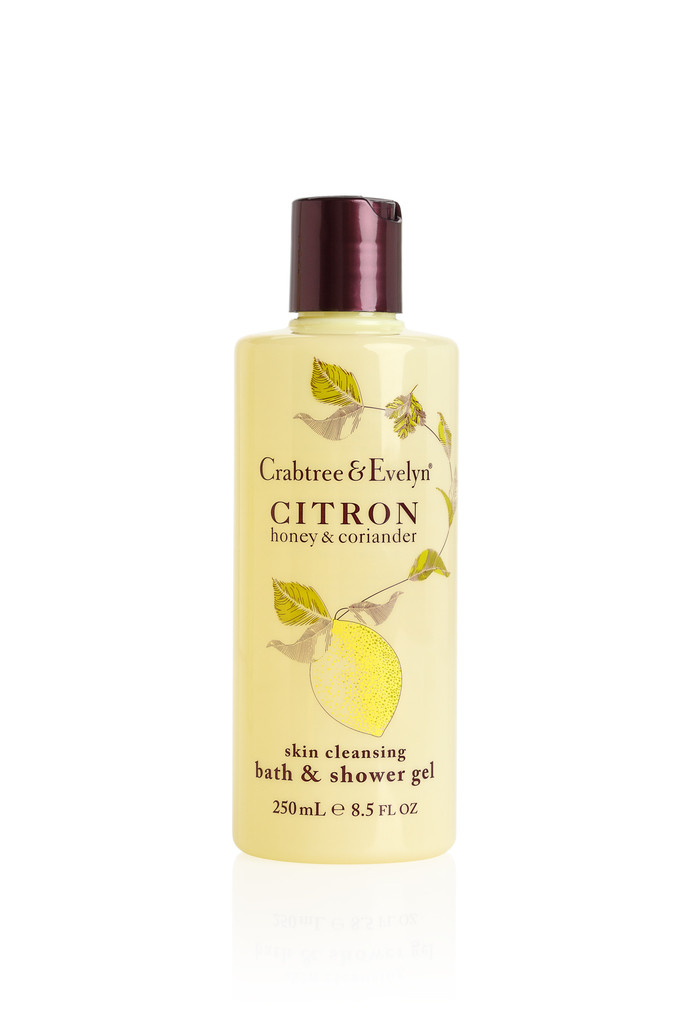 Crabtree & Evelyn®
CITRON
honey & coriander
skin cleansing
bath & shower gel
250 mL ℮ 8.5 FL OZ